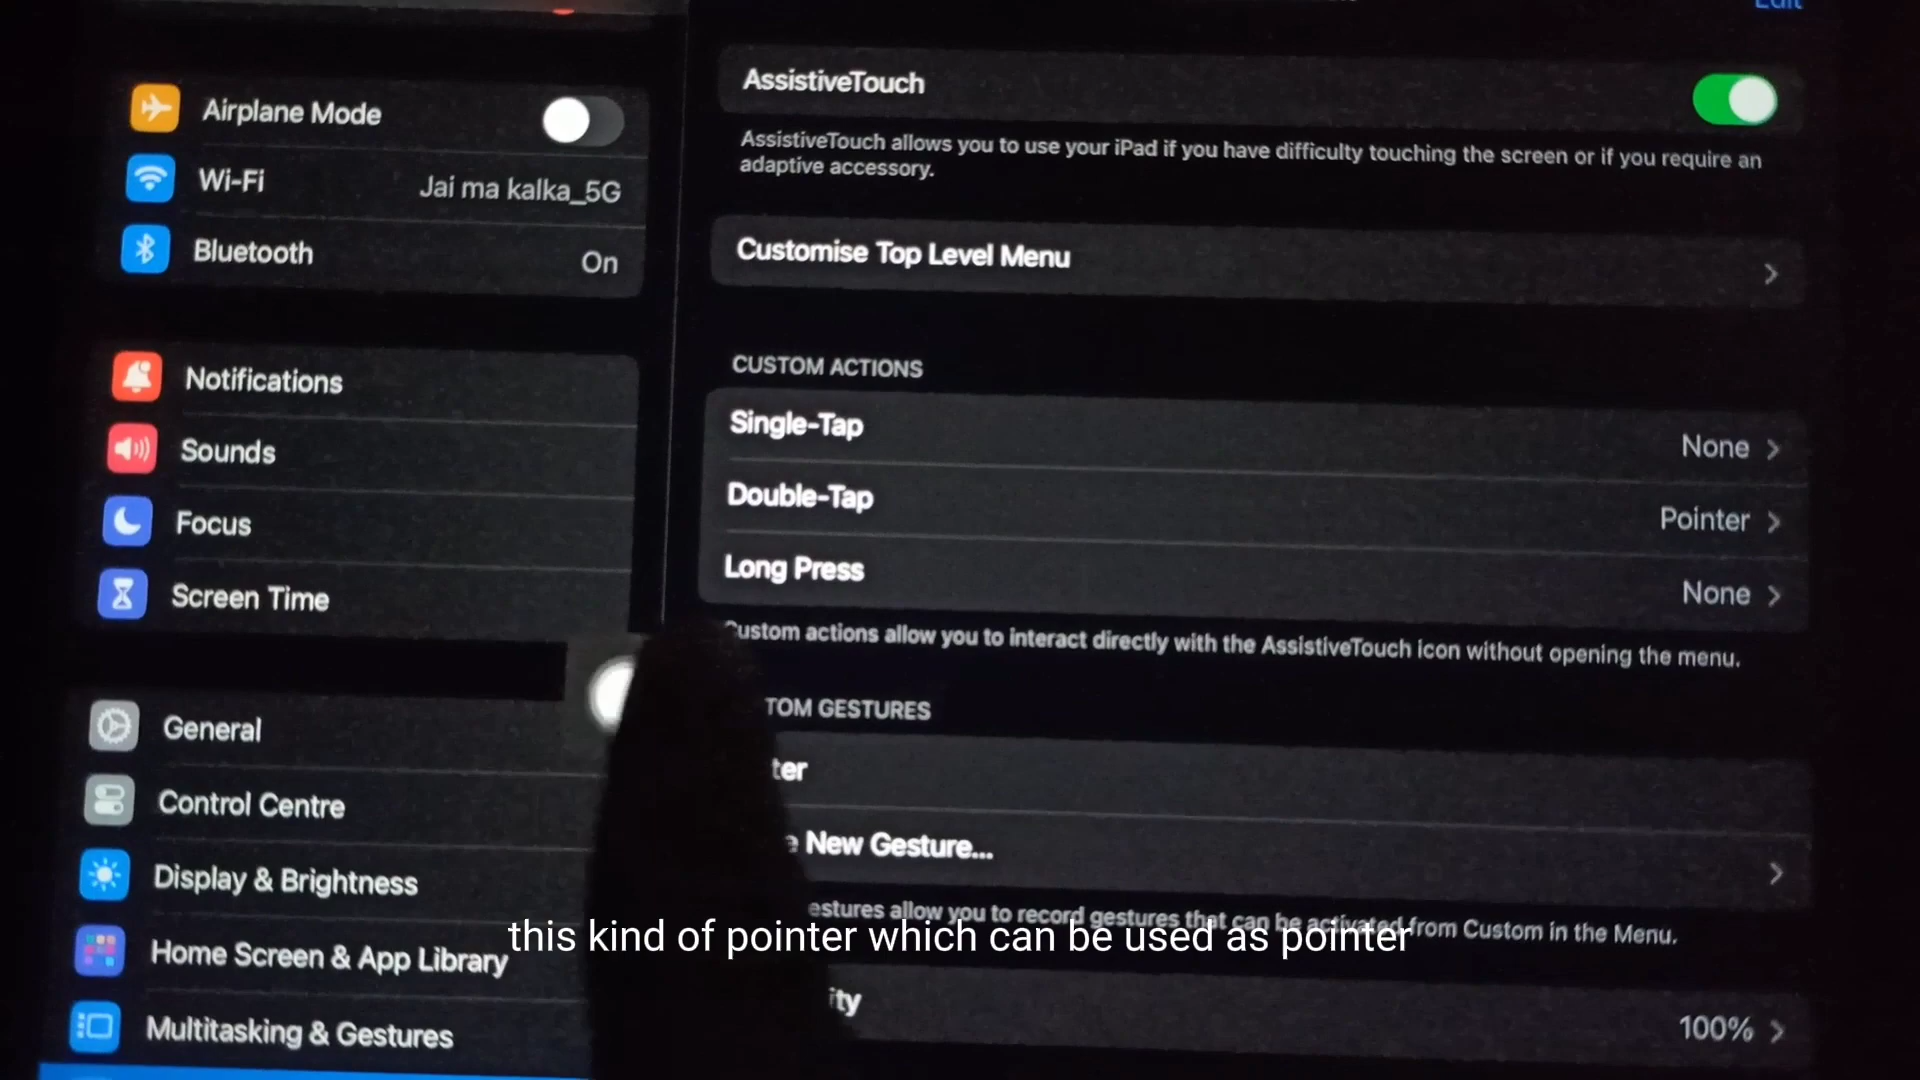 Edit
Airplane Mode
Wi-Fi
Jai ma kalka_5G
Bluetooth
On
Notifications
Sounds
Focus
Screen Time
General
Control Centre
Display & Brightness
Home Screen & App Library
Multitasking & Gestures
AssistiveTouch
AssistiveTouch allows you to use your iPad if you have difficulty touching the screen or if you require an
adaptive accessory.
Customise Top Level Menu
CUSTOM ACTIONS
Single-Tap
None
Double-Tap
Pointer
Long Press
None
Custom actions allow you to interact directly with the AssistiveTouch icon without opening the menu.
TOM GESTURES
ter
e New Gesture...
estures allow you to record gestures that can be activated from Custom in the Menu.
ity
100%
this kind of pointer which can be used as pointer